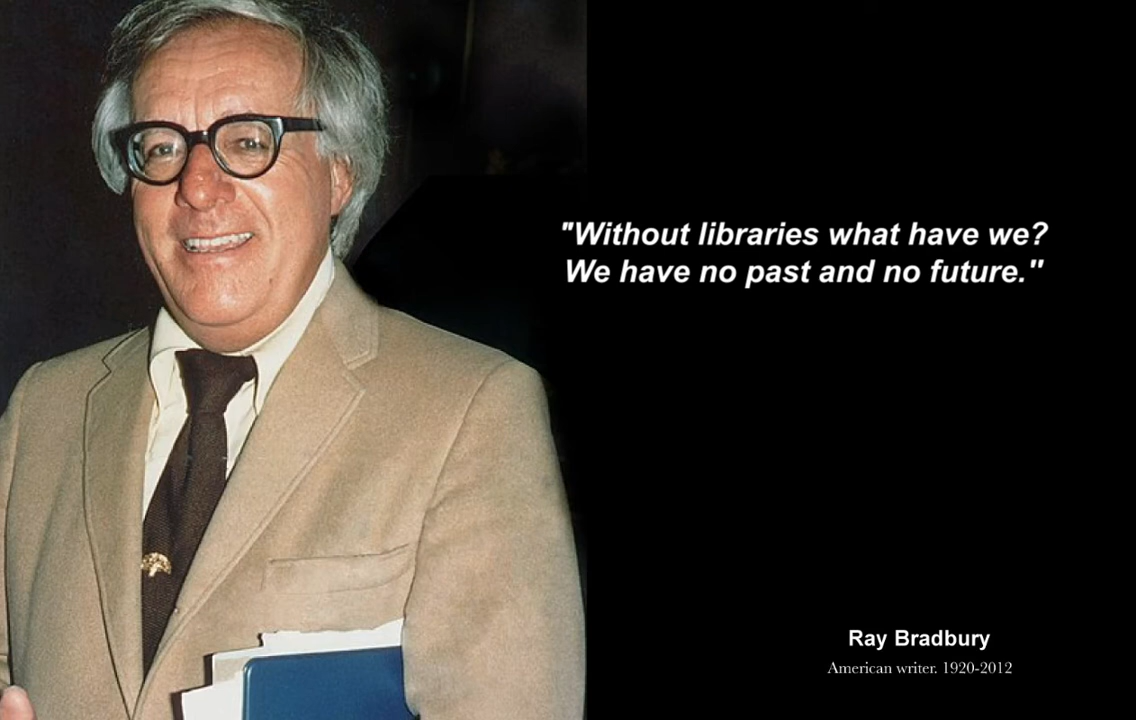 "Without libraries what have we?
We have no past and no future."
Ray Bradbury
American writer. 1920-2012